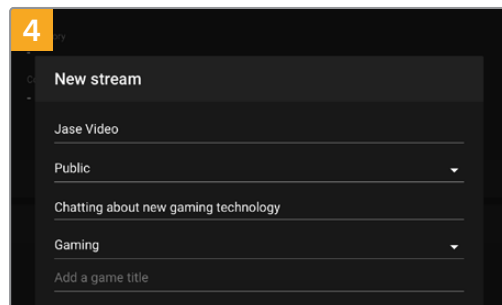 4
New stream
Jase Video
Public
Chatting about new gaming technology
Gaming
Add a game title